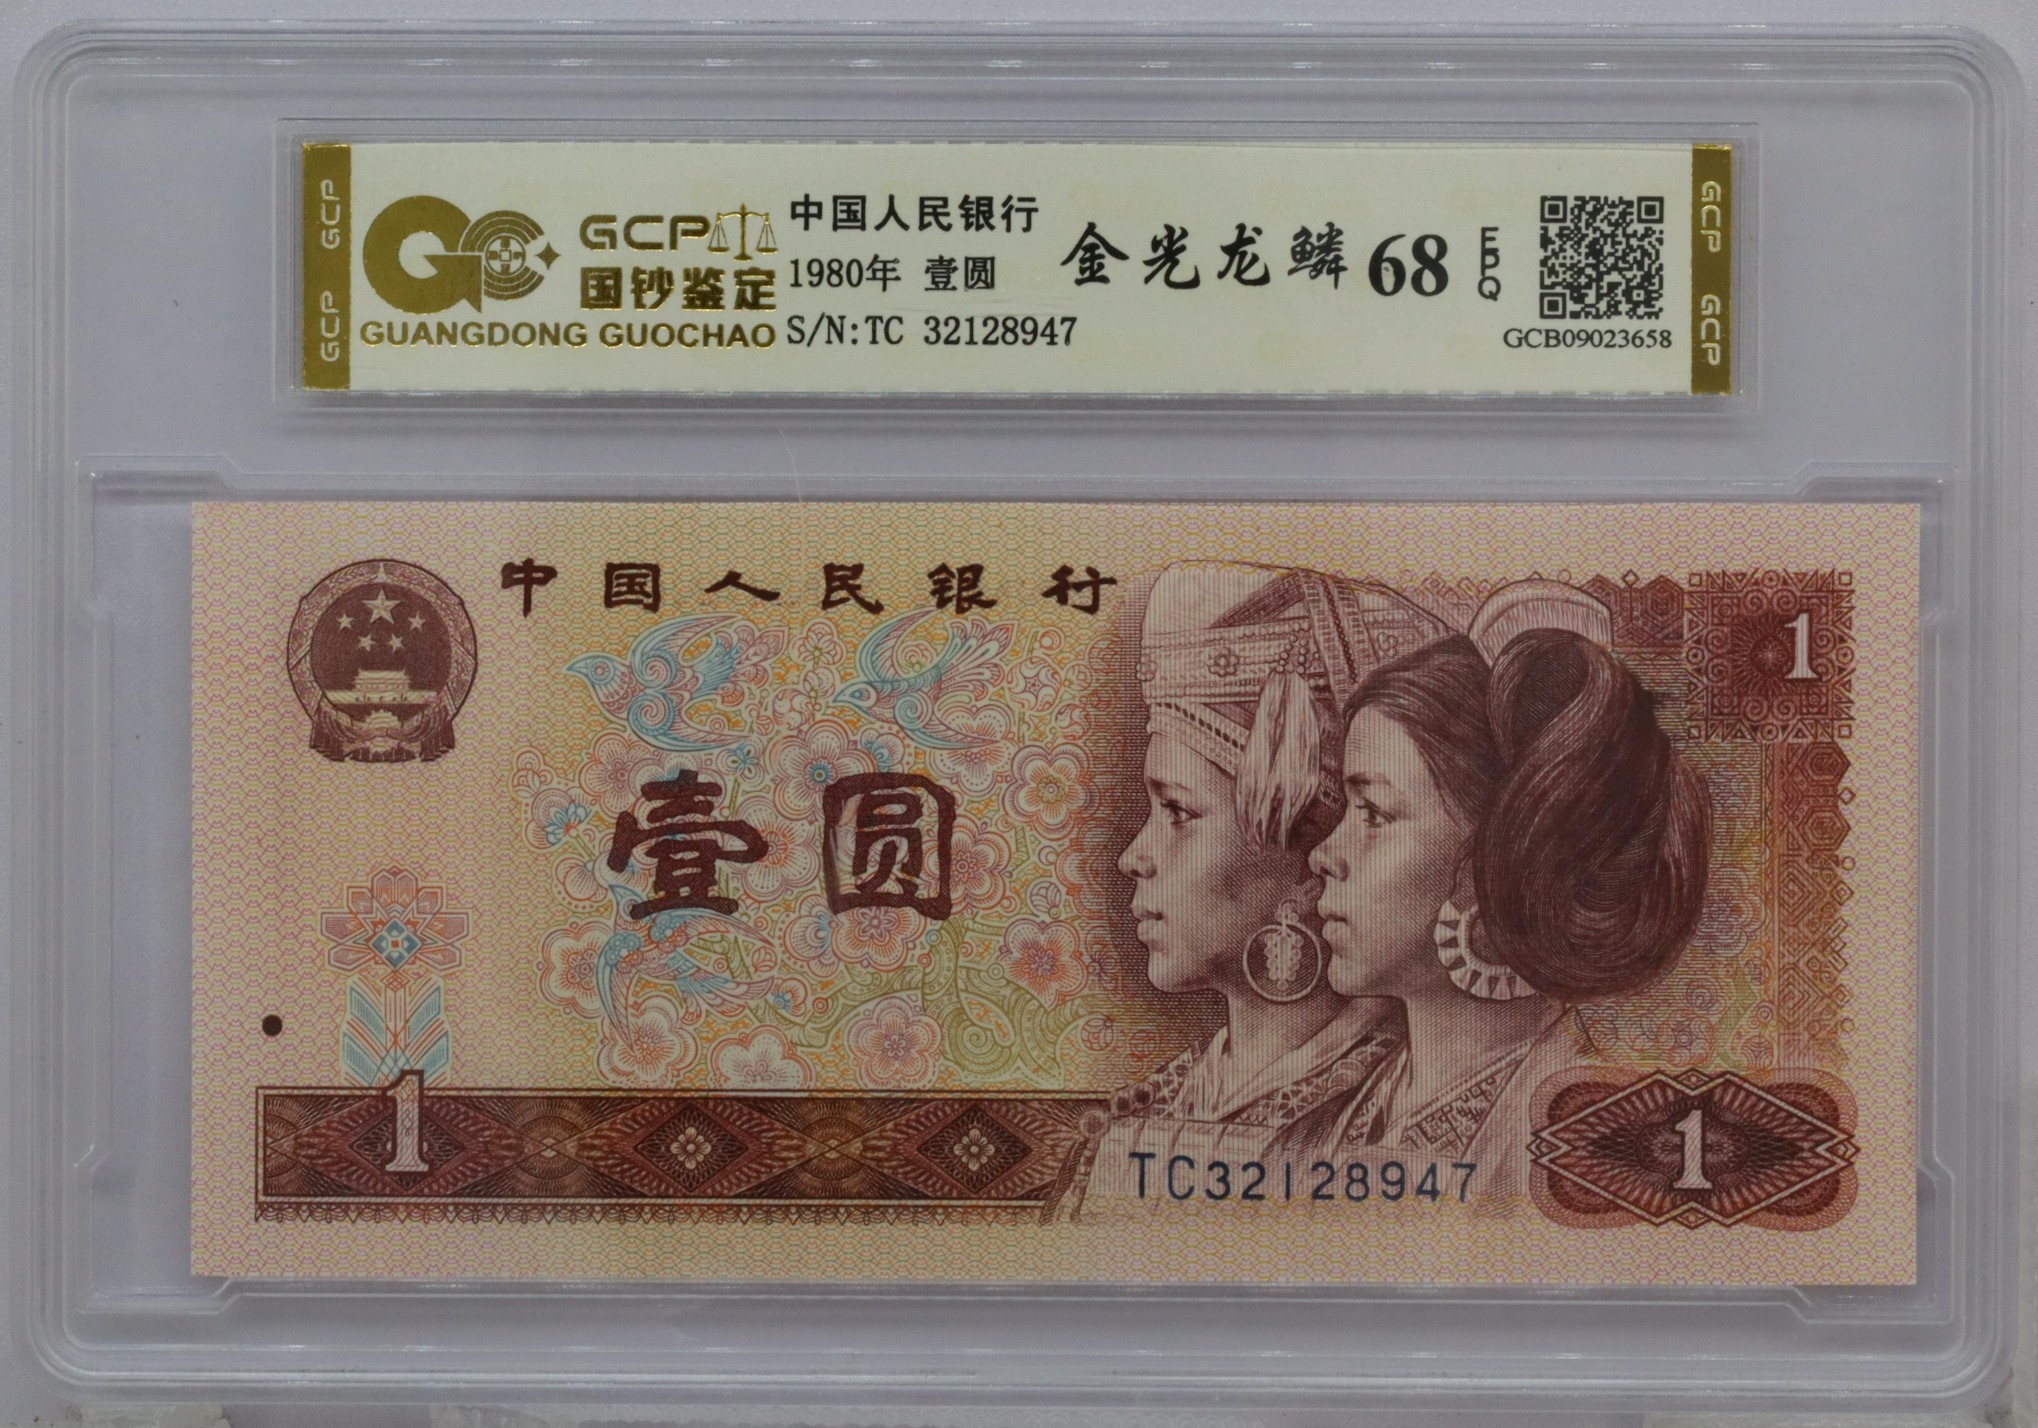 GCP GCP
GCP
国钞鉴定
GUANGDONG GUOCHAO
中国人民银行
1980年 壹圆
S/N:TC 32128947
金光龙鳞 68 EPQ
GCB09023658
GCP GCP
中国人民银行
1
壹圆
1
TC32128947
1